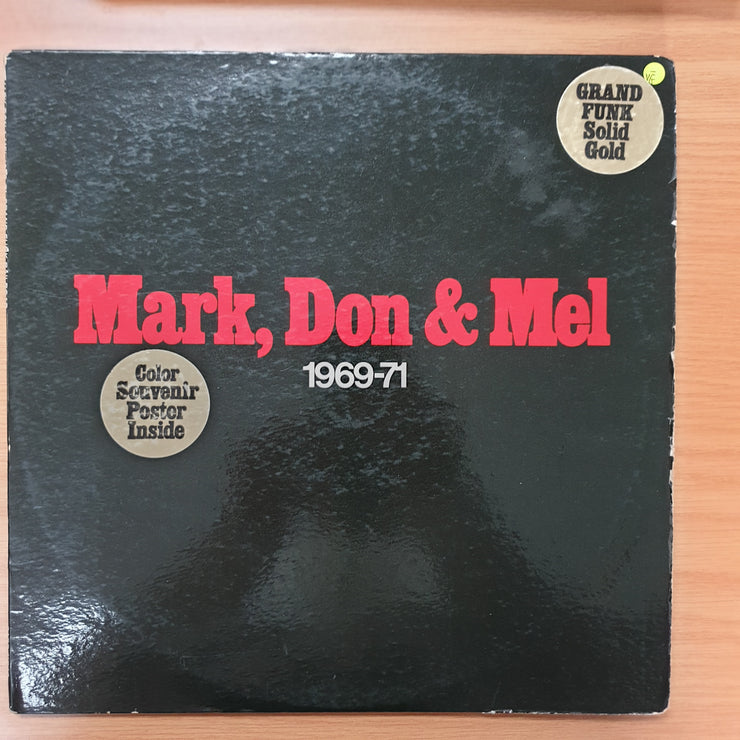 GRAND
FUNK
Solid
Gold
Mark, Don & Mel
1969-71
Color
Souvenir
Poster
Inside